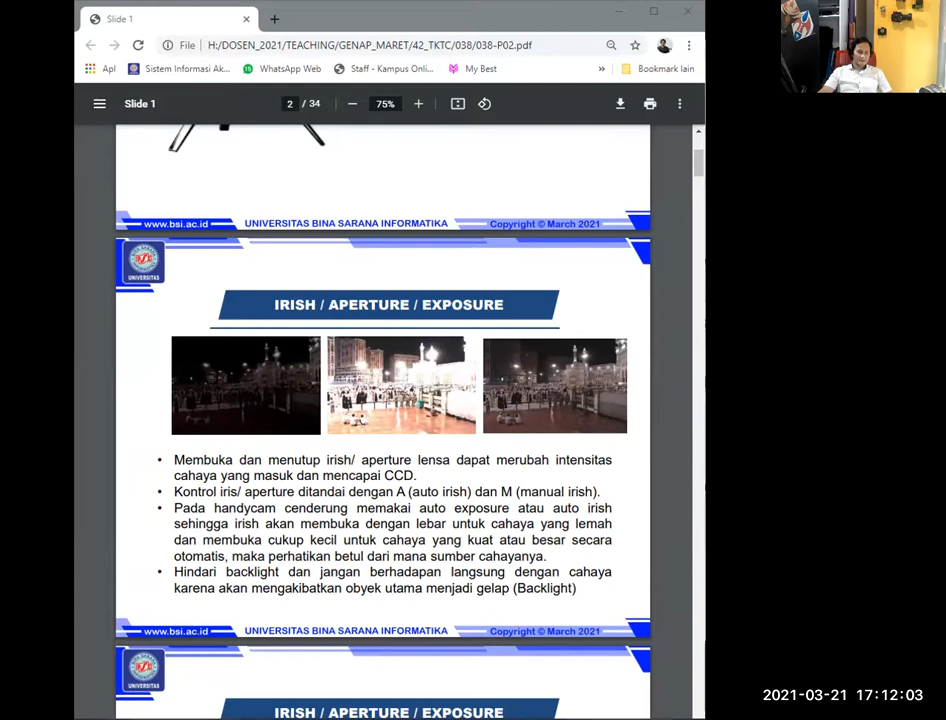 Slide 1
File H:/DOSEN_2021/TEACHING/GENAP_MARET/42_TKTC/038/038-P02.pdf
Apl Sistem Informasi Ak... WhatsApp Web Staff - Kampus Onli... My Best » Bookmark lain
Slide 1 2 / 34 75%
www.bsi.ac.id UNIVERSITAS BINA SARANA INFORMATIKA Copyright © March 2021
UNIVERSITAS
IRISH / APERTURE / EXPOSURE
• Membuka dan menutup irish/ aperture lensa dapat merubah intensitas
cahaya yang masuk dan mencapai CCD.
• Kontrol iris/ aperture ditandai dengan A (auto irish) dan M (manual irish).
• Pada handycam cenderung memakai auto exposure atau auto irish
sehingga irish akan membuka dengan lebar untuk cahaya yang lemah
dan membuka cukup kecil untuk cahaya yang kuat atau besar secara
otomatis, maka perhatikan betul dari mana sumber cahayanya.
• Hindari backlight dan jangan berhadapan langsung dengan cahaya
karena akan mengakibatkan obyek utama menjadi gelap (Backlight)
www.bsi.ac.id UNIVERSITAS BINA SARANA INFORMATIKA Copyright © March 2021
UNIVERSITAS
IRISH / APERTURE / EXPOSURE
2021-03-21 17:12:03